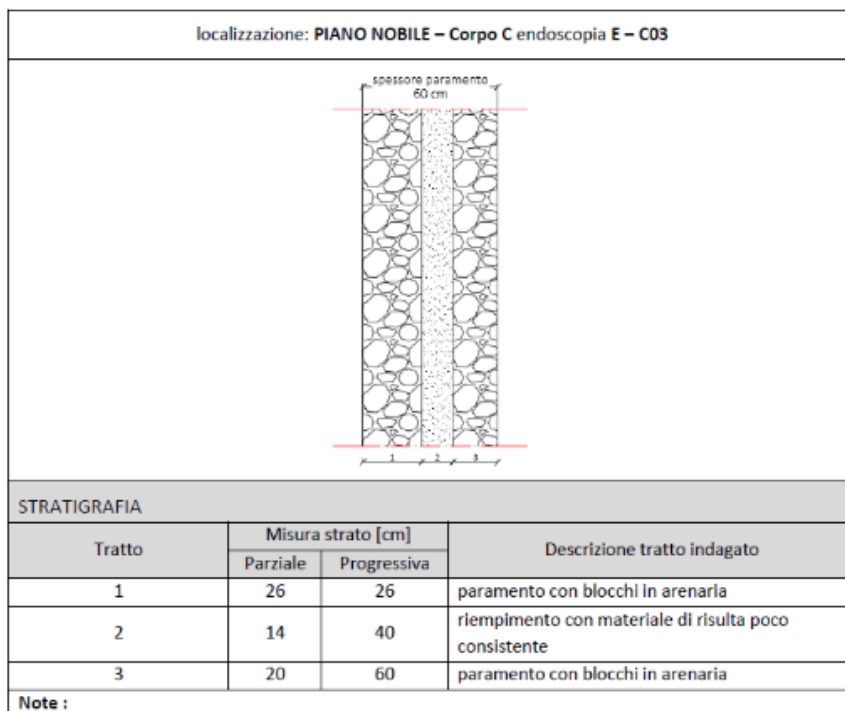 localizzazione: PIANO NOBILE – Corpo C endoscopia E – C03
spessore paramento
60 cm
1 2 3
STRATIGRAFIA
Tratto Misura strato [cm] Descrizione tratto indagato
Parziale Progressiva
1 26 26 paramento con blocchi in arenaria
2 14 40 riempimento con materiale di risulta poco consistente
3 20 60 paramento con blocchi in arenaria
Note :